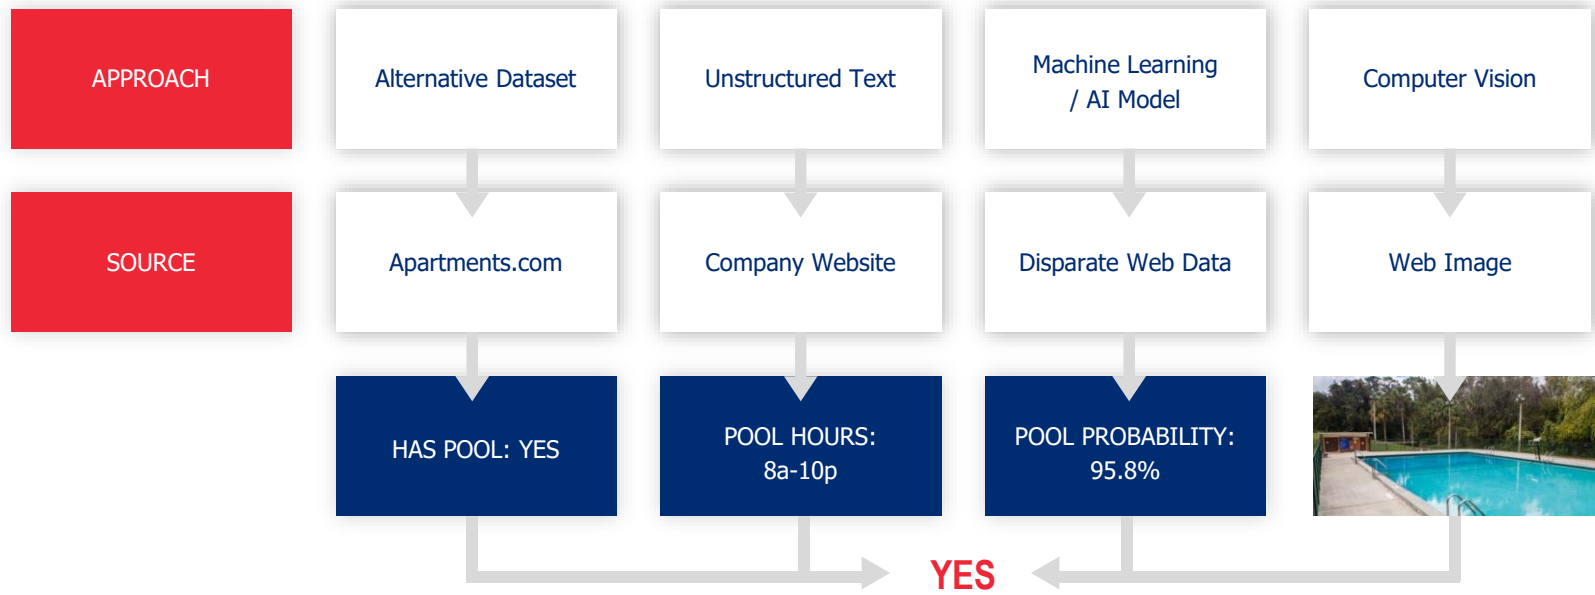 APPROACH
Alternative Dataset
Unstructured Text
Machine Learning
/ AI Model
Computer Vision
SOURCE
Apartments.com
Company Website
Disparate Web Data
Web Image
HAS POOL: YES
POOL HOURS:
8a-10p
POOL PROBABILITY:
95.8%
YES